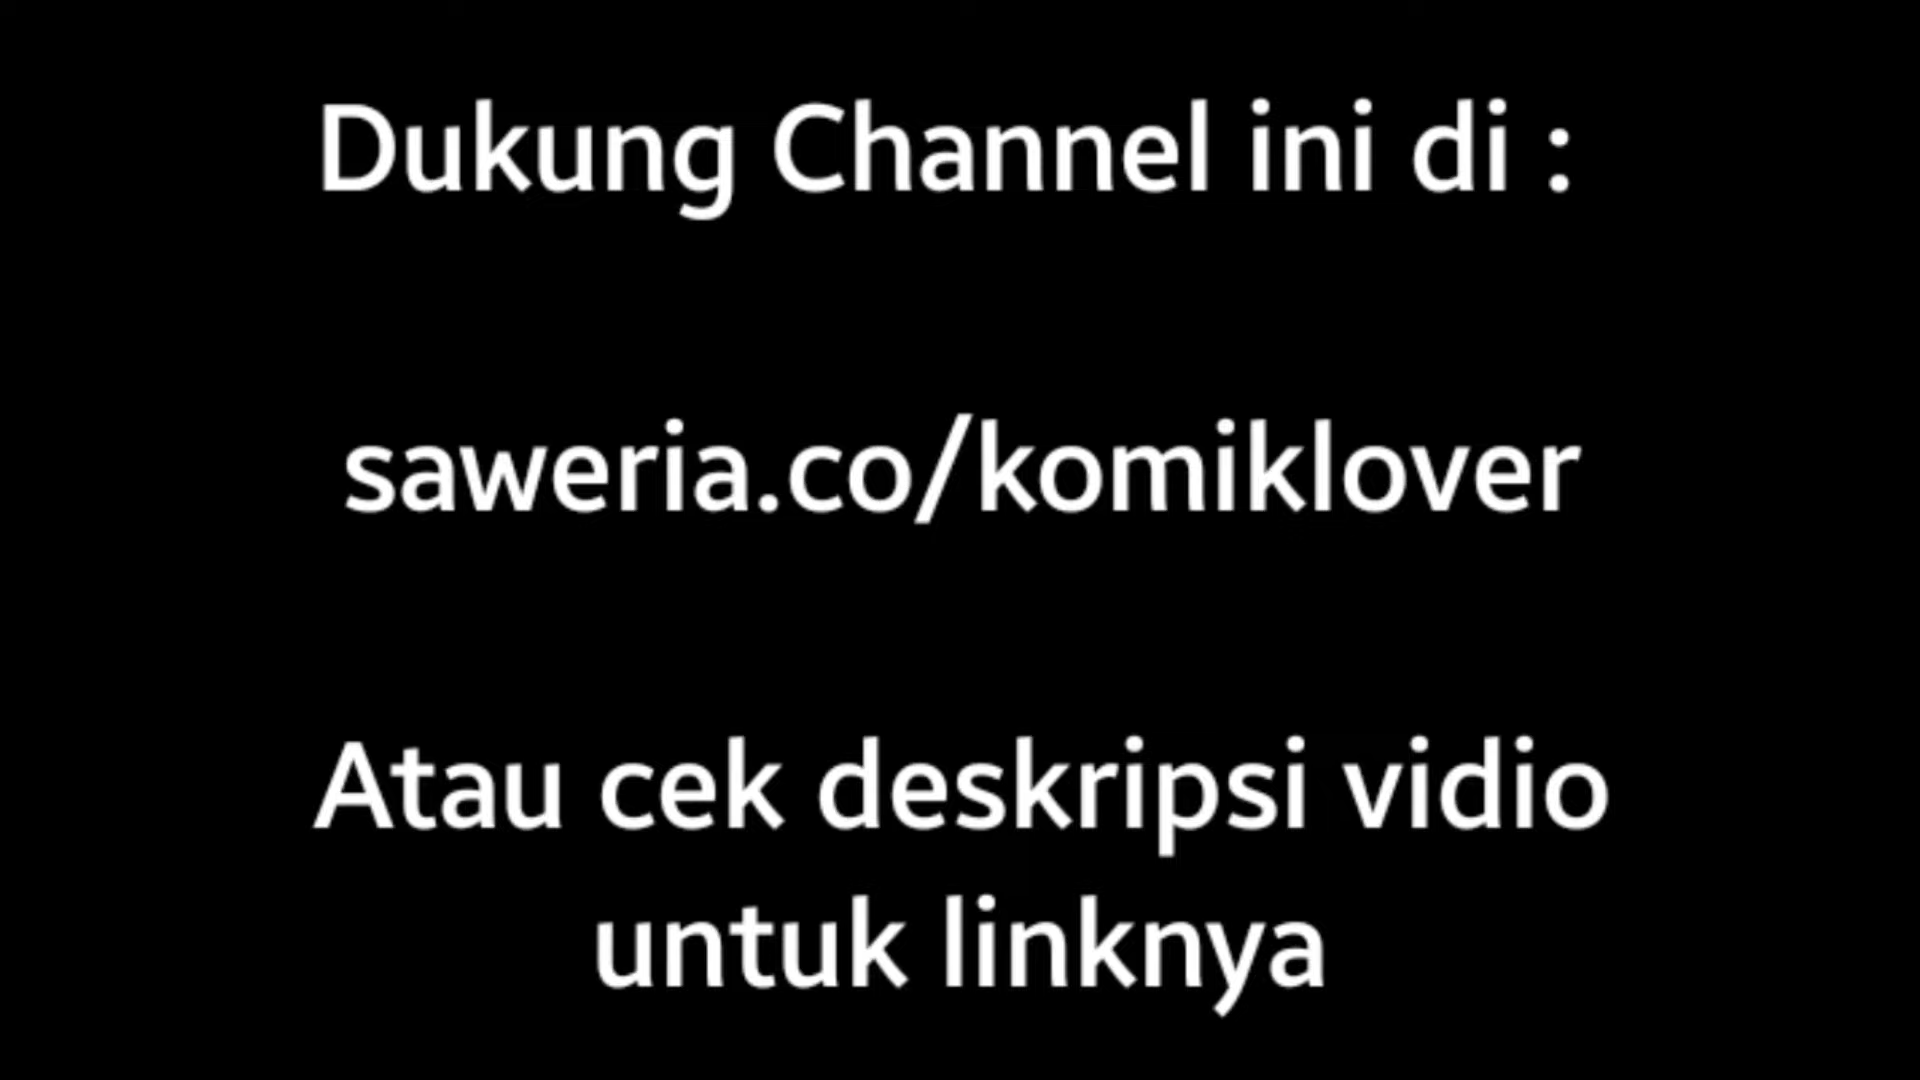 Dukung Channel ini di :
saweria.co/komiklover
Atau cek deskripsi vidio
untuk linknya